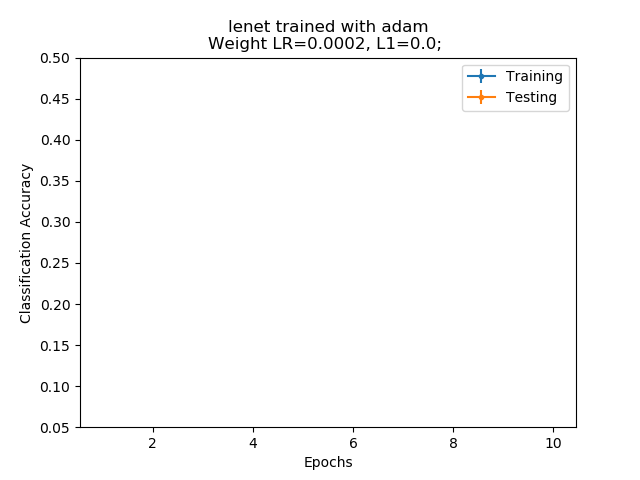 lenet trained with adam
Weight LR=0.0002, L1=0.0;
Training
Testing
0.50
0.45
0.40
0.35
0.30
0.25
0.20
0.15
0.10
0.05
Classification Accuracy
2 4 6 8 10
Epochs